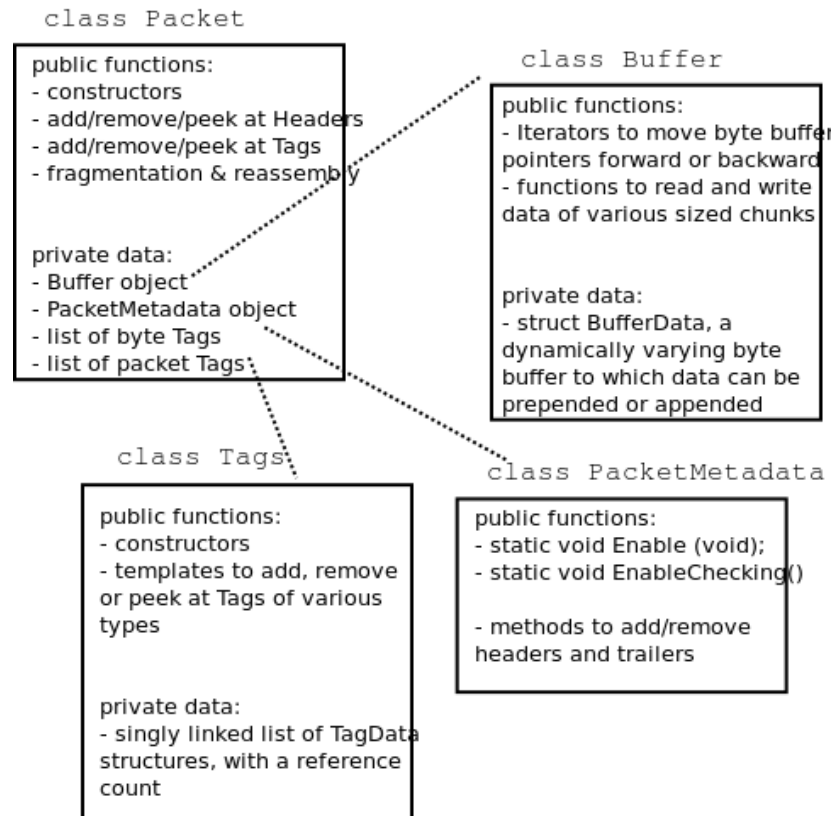 class Packet
public functions:
- constructors
- add/remove/peek at Headers
- add/remove/peek at Tags
- fragmentation & reassembly
private data:
- Buffer object
- PacketMetadata object
- list of byte Tags
- list of packet Tags
class Buffer
public functions:
- Iterators to move byte buffer
pointers forward or backward
- functions to read and write
data of various sized chunks
private data:
- struct BufferData, a
dynamically varying byte
buffer to which data can be
prepended or appended
class Tags
public functions:
- constructors
- templates to add, remove
or peek at Tags of various
types
private data:
- singly linked list of TagData
structures, with a reference
count
class PacketMetadata
public functions:
- static void Enable (void);
- static void EnableChecking()
- methods to add/remove
headers and trailers